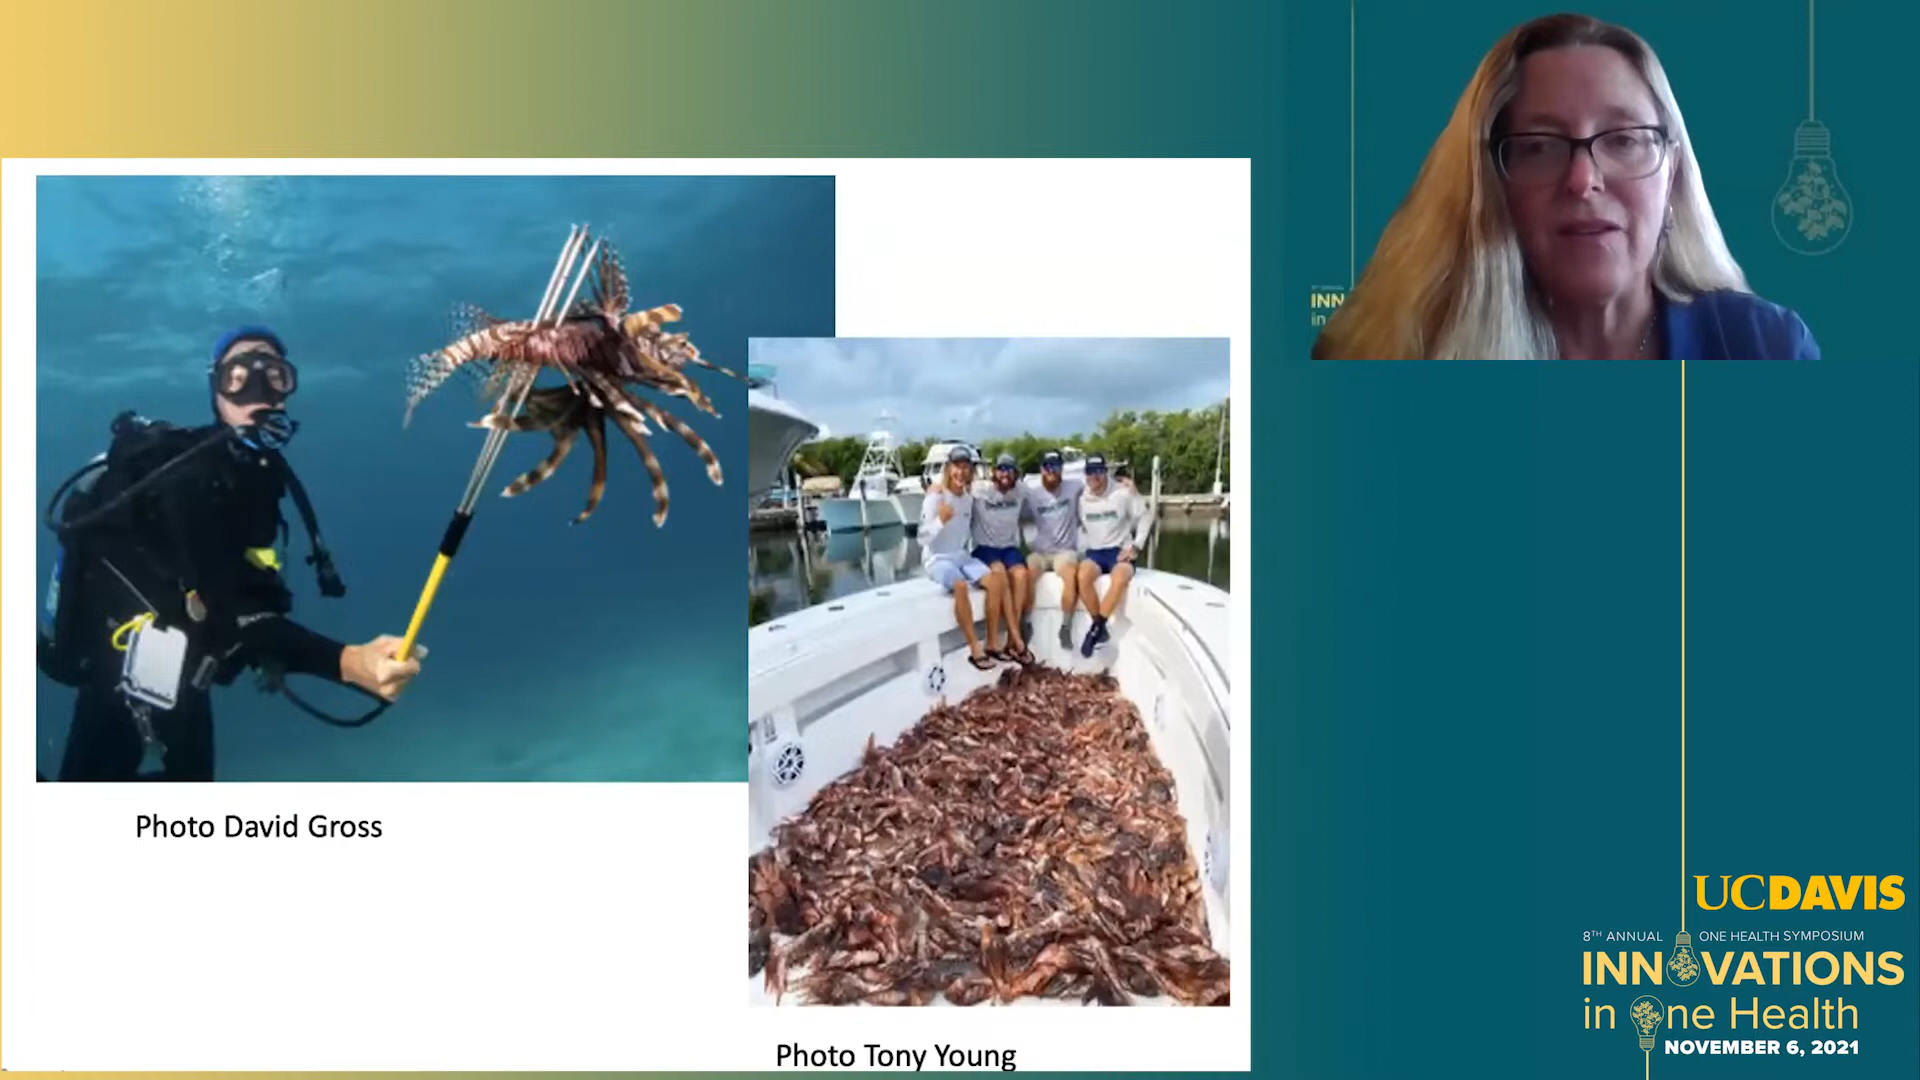 INN
in
Photo David Gross
Photo Tony Young
UCDAVIS
8TH ANNUAL ONE HEALTH SYMPOSIUM
INNOVATIONS
in One Health
NOVEMBER 6, 2021